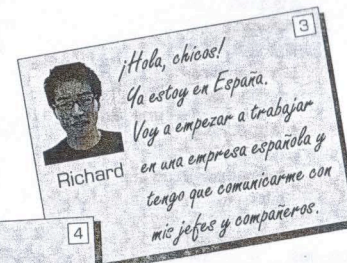 3
¡Hola, chicos!
Ya estoy en España.
Voy a empezar a trabajar
en una empresa española y
tengo que comunicarme con
mis jefes y compañeros.
Richard
4